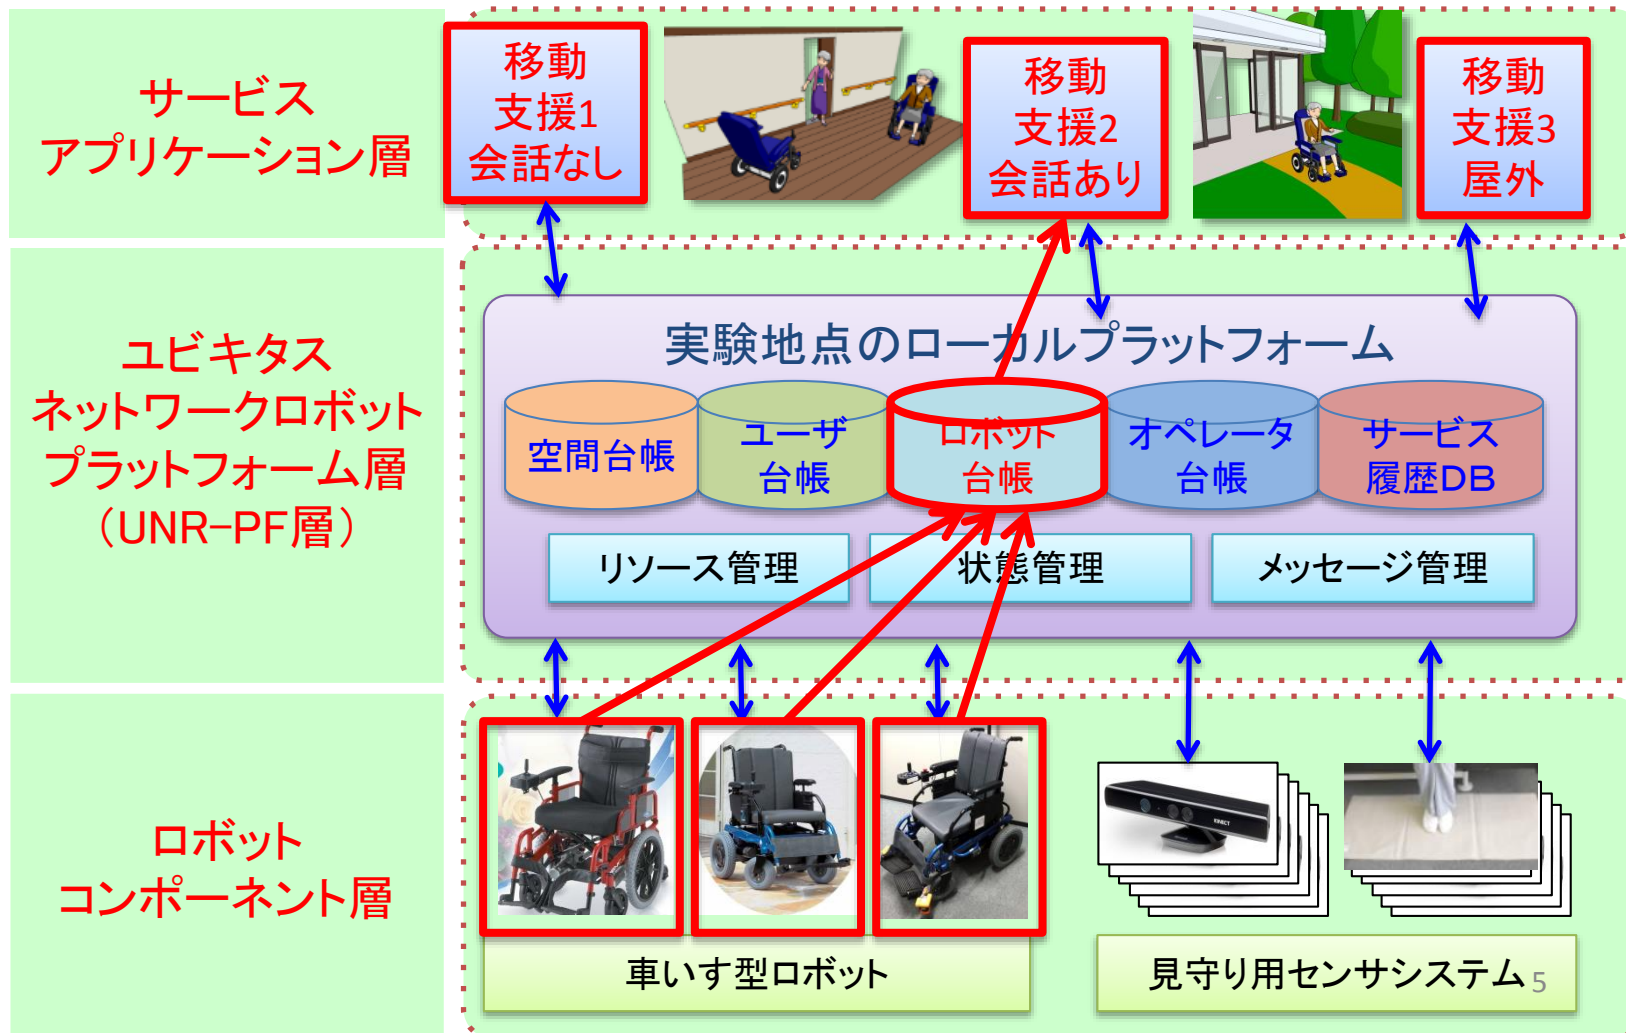 サービス
アプリケーション層
移動
支援1
会話なし
移動
支援2
会話あり
移動
支援3
屋外
ユビキタス
ネットワークロボット
プラットフォーム層
（UNR-PF層）
実験地点のローカルプラットフォーム
空間台帳
ユーザ
台帳
ロボット
台帳
オペレータ
台帳
サービス
履歴DB
リソース管理
状態管理
メッセージ管理
ロボット
コンポーネント層
KINECT
車いす型ロボット
見守り用センサシステム
5